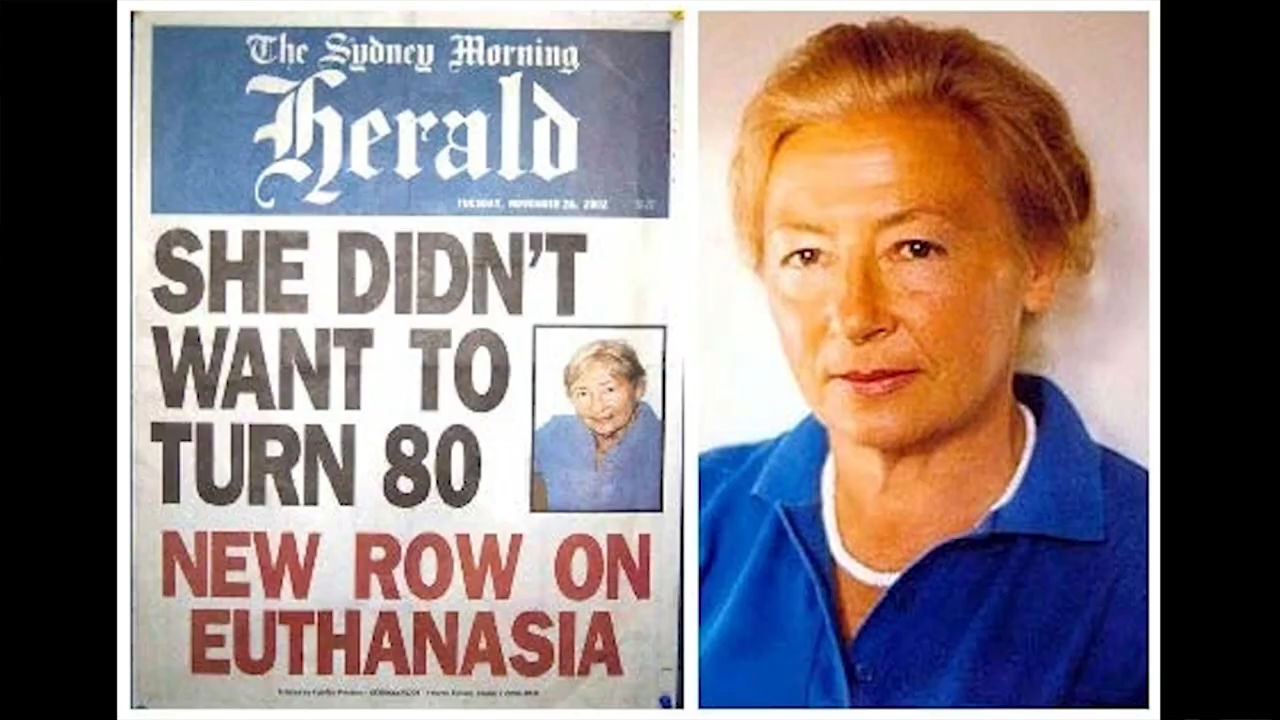 The Sydney Morning
Herald
TUESDAY, NOVEMBER 26, 2002
SHE DIDN'T
WANT TO
TURN 80
NEW ROW ON
EUTHANASIA